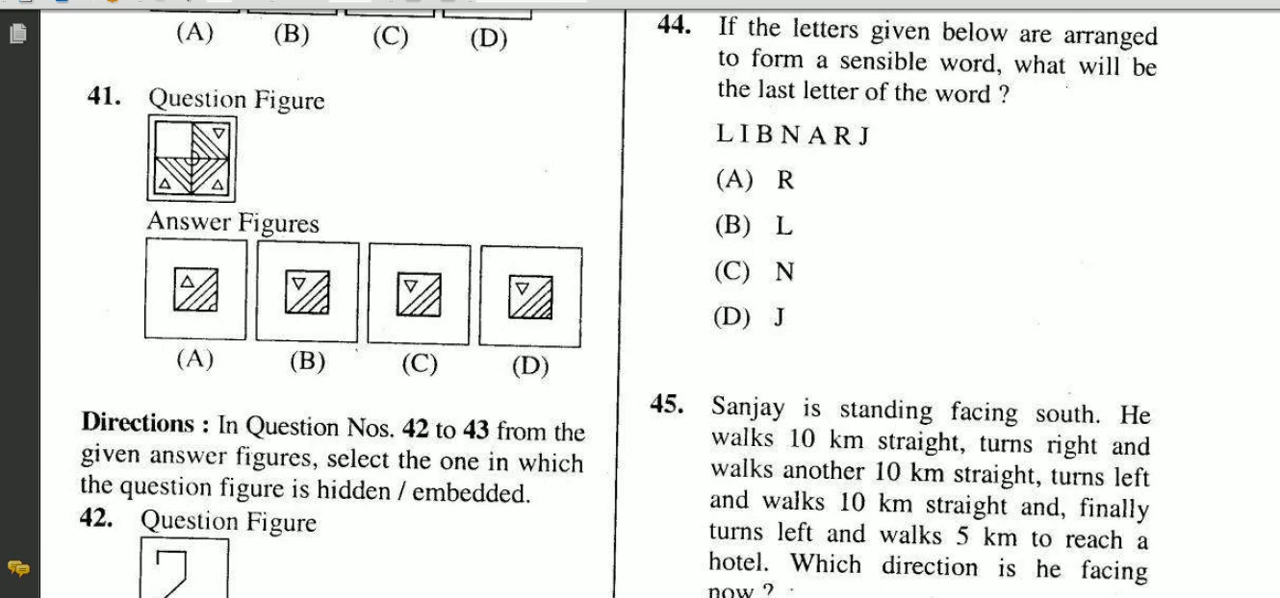 (A) (B) (C) (D)
41. Question Figure
Answer Figures
(A) (B) (C) (D)
Directions : In Question Nos. 42 to 43 from the
given answer figures, select the one in which
the question figure is hidden / embedded.
42. Question Figure
44. If the letters given below are arranged
to form a sensible word, what will be
the last letter of the word ?
L I B N A R J
(A) R
(B) L
(C) N
(D) J
45. Sanjay is standing facing south. He
walks 10 km straight, turns right and
walks another 10 km straight, turns left
and walks 10 km straight and, finally
turns left and walks 5 km to reach a
hotel. Which direction is he facing
now ?